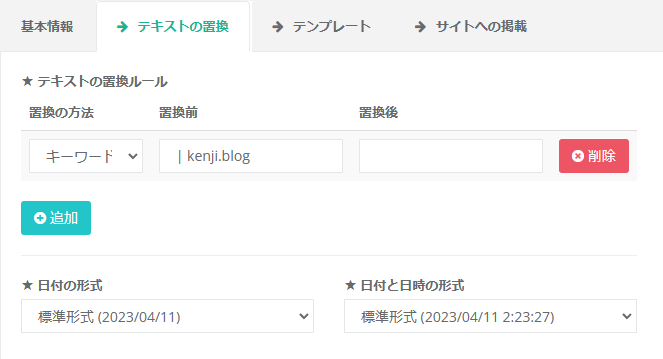 基本情報 → テキストの置換 → テンプレート → サイトへの掲載
★ テキストの置換ルール
置換の方法 置換前 置換後
キーワード | kenji.blog 削除
追加
★ 日付の形式 ★ 日付と日時の形式
標準形式 (2023/04/11) 標準形式 (2023/04/11 2:23:27)